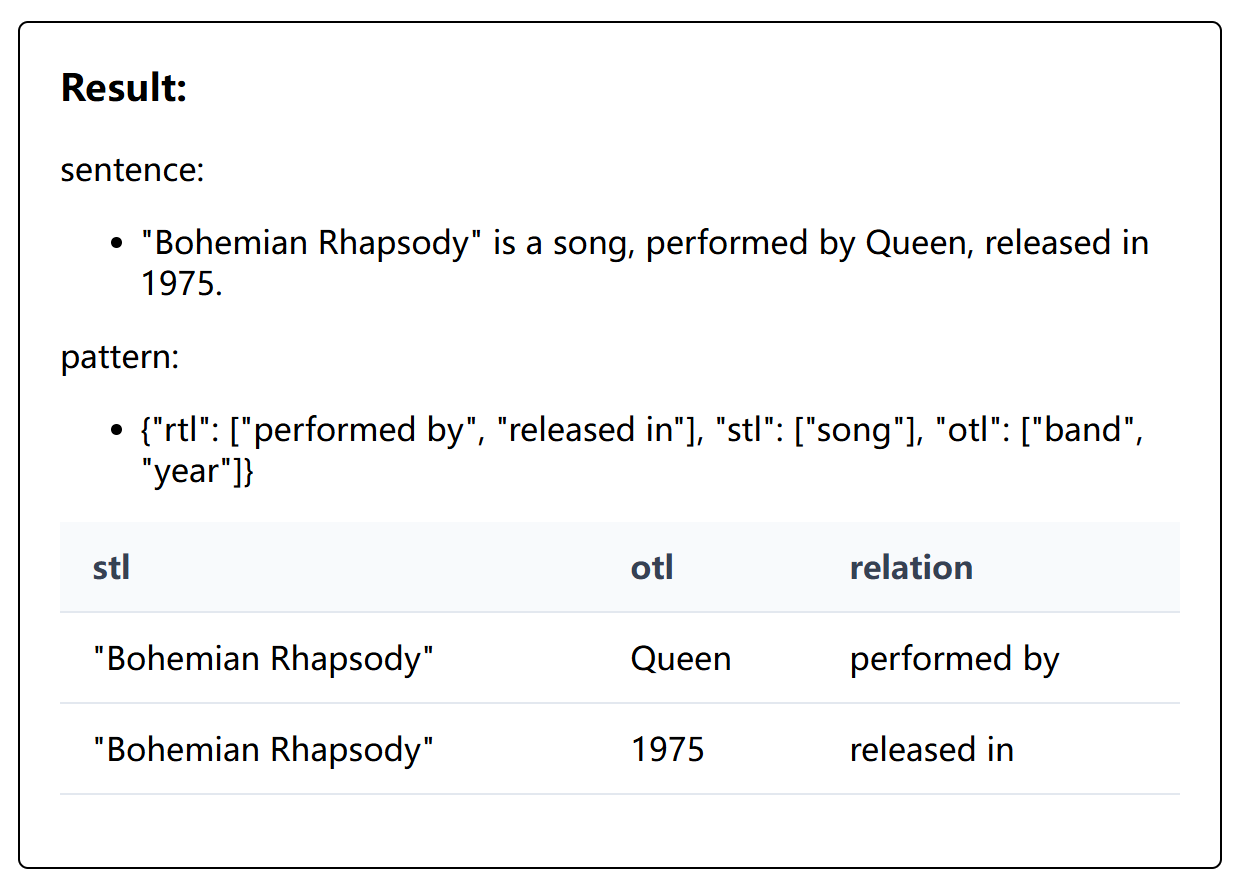 Result:
sentence:
"Bohemian Rhapsody" is a song, performed by Queen, released in
1975.
pattern:
{"rtl": ["performed by", "released in"], "stl": ["song"], "otl": ["band",
"year"]}
stl otl relation
"Bohemian Rhapsody" Queen performed by
"Bohemian Rhapsody" 1975 released in